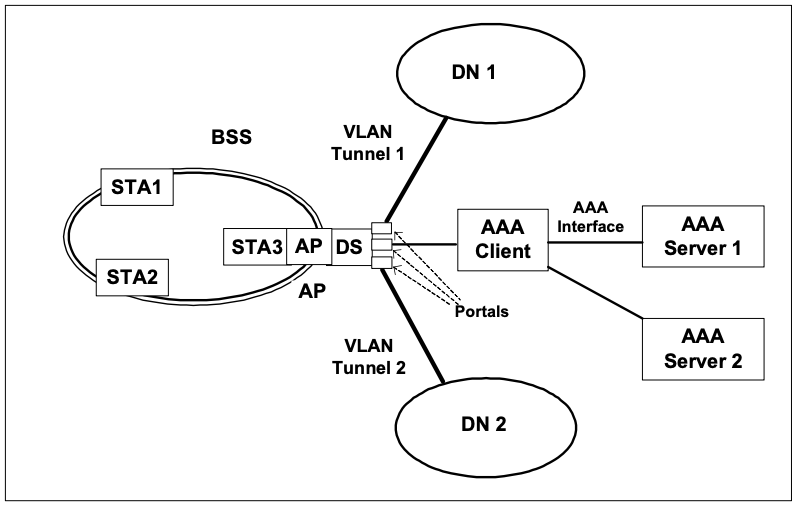 DN 1
VLAN
Tunnel 1
BSS
STA1
STA2
STA3 AP DS
AP
AAA
Client
AAA
Interface
AAA
Server 1
Portals
AAA
Server 2
VLAN
Tunnel 2
DN 2